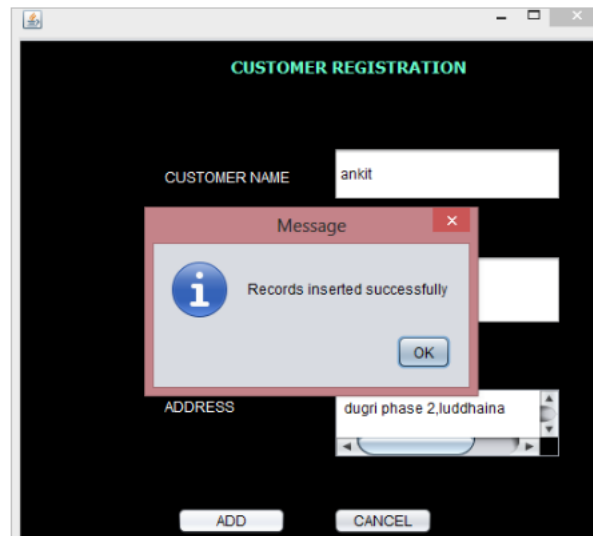 CUSTOMER REGISTRATION
CUSTOMER NAME
ankit
Message
Records inserted successfully
OK
ADDRESS
dugri phase 2,luddhaina
ADD
CANCEL